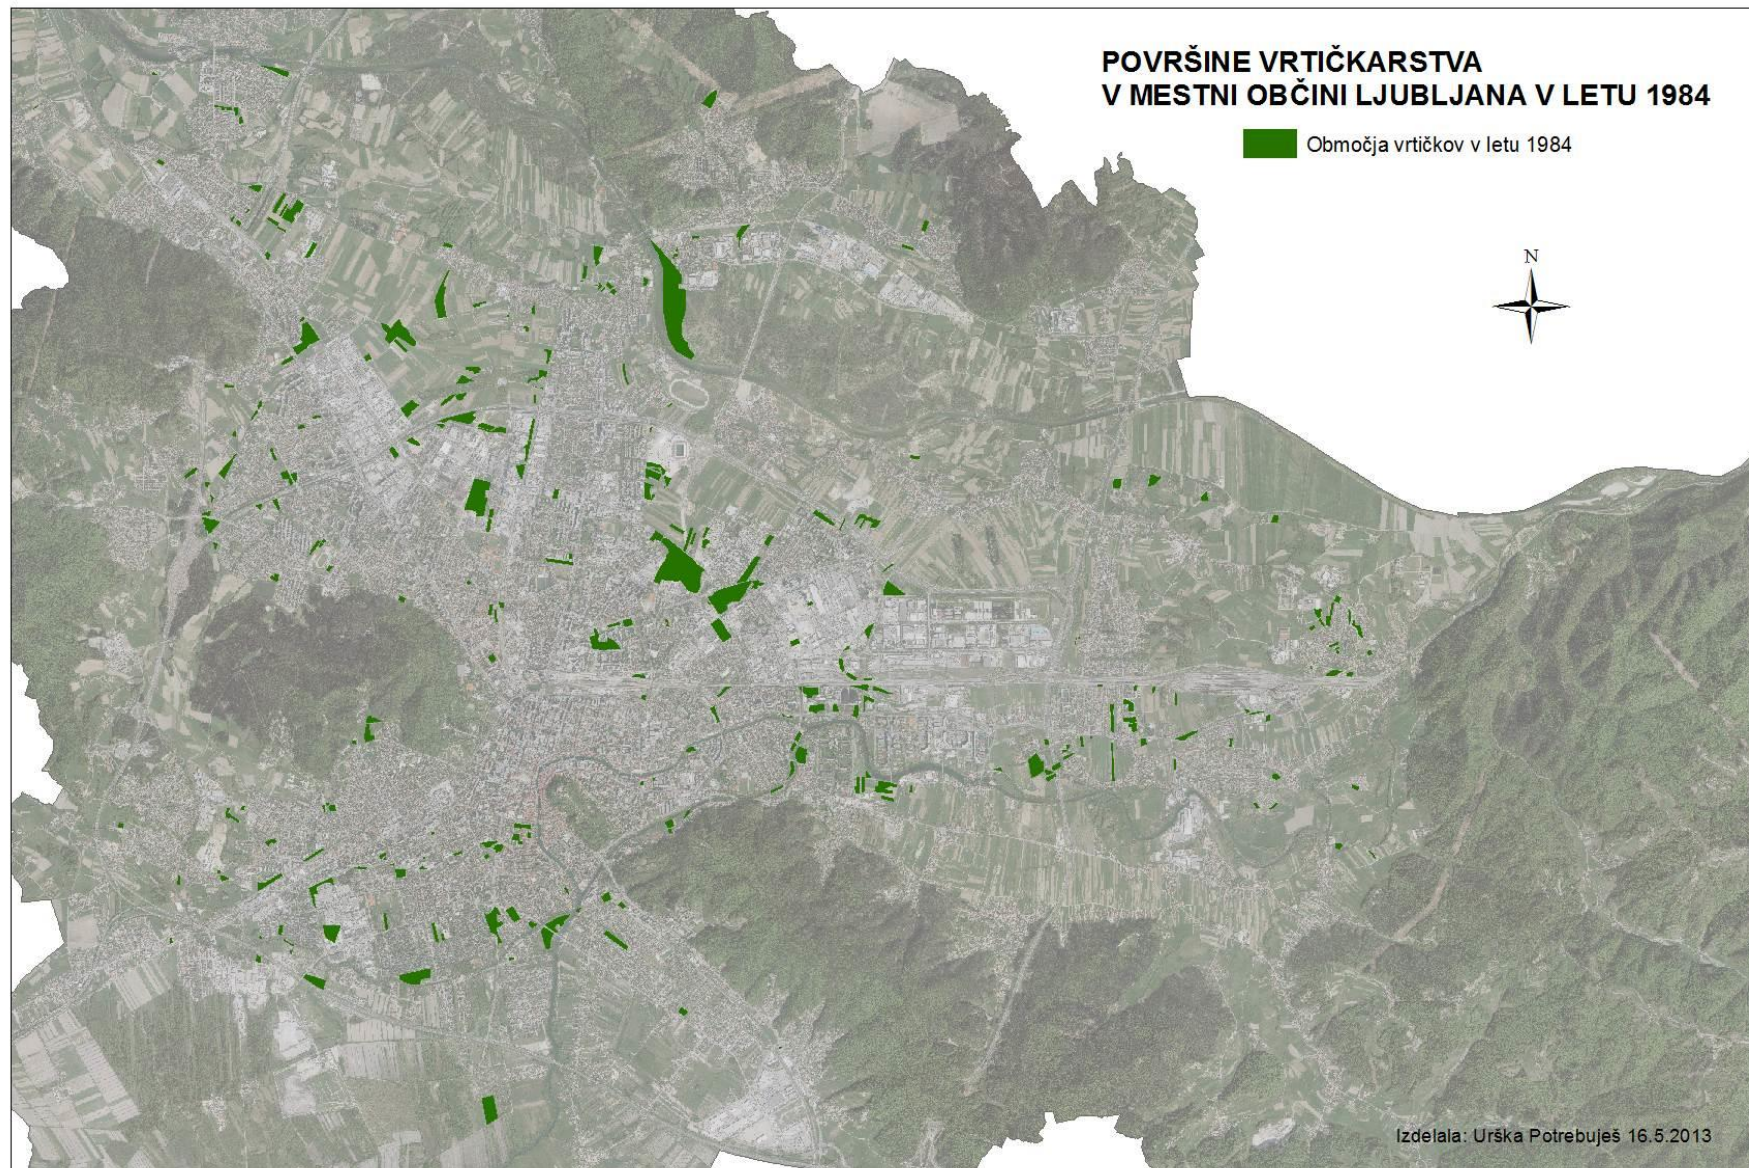 POVRŠINE VRTIČKARSTVA
V MESTNI OBČINI LJUBLJANA V LETU 1984
Območja vrtičkov v letu 1984
N
Izdelala: Urška Potrebuješ 16.5.2013